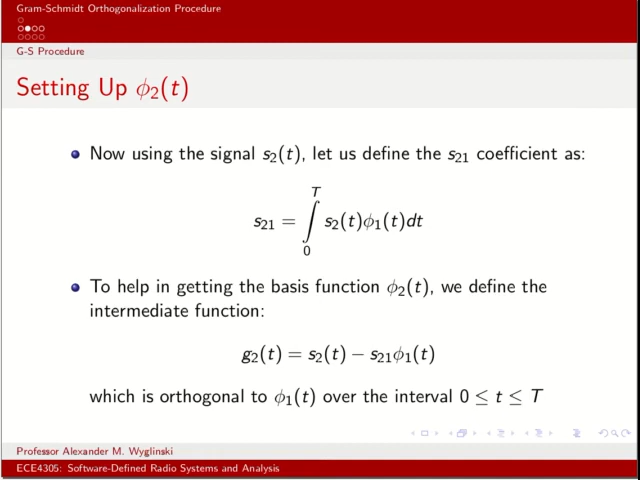 Gram-Schmidt Orthogonalization Procedure
G-S Procedure
Setting Up ϕ₂(t)
Now using the signal s₂(t), let us define the s₂₁ coefficient as:
s₂₁ = ∫₀ᵀ s₂(t)ϕ₁(t)dt
To help in getting the basis function ϕ₂(t), we define the
intermediate function:
g₂(t) = s₂(t) − s₂₁ϕ₁(t)
which is orthogonal to ϕ₁(t) over the interval 0 ≤ t ≤ T
Professor Alexander M. Wyglinski
ECE4305: Software-Defined Radio Systems and Analysis